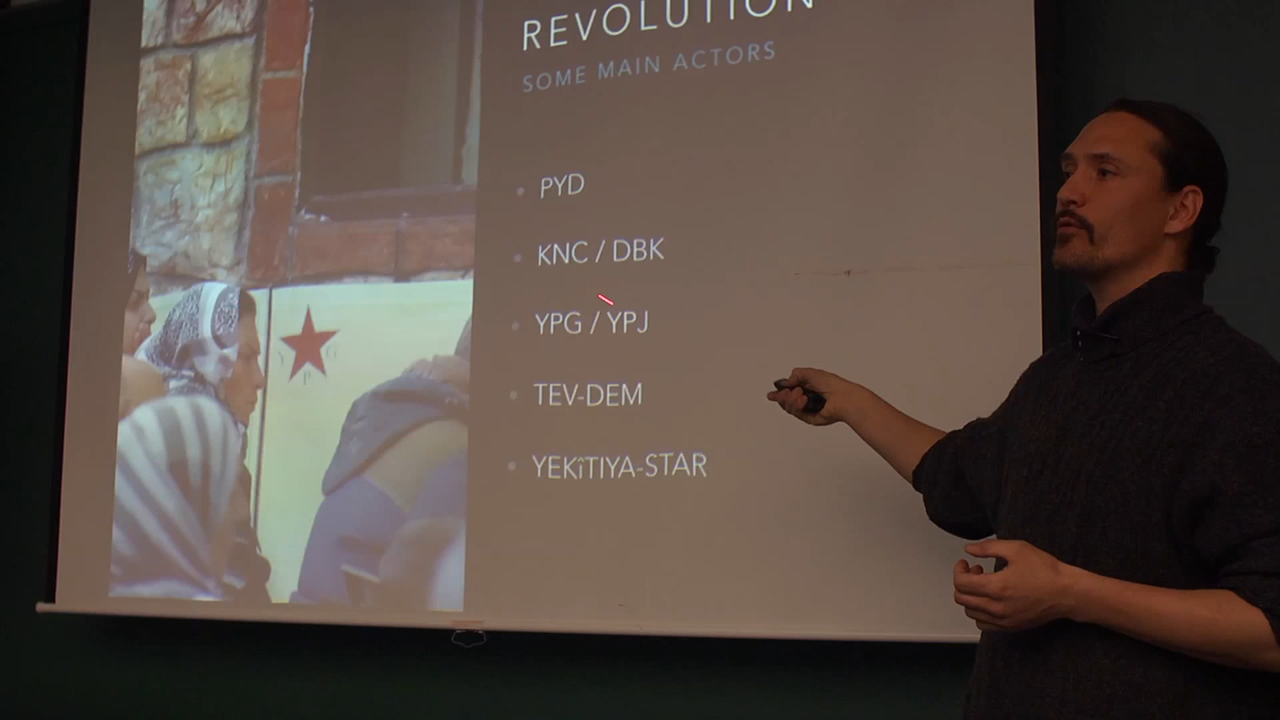 REVOLUTION
SOME MAIN ACTORS
PYD
KNC / DBK
YPG / YPJ
TEV-DEM
YEKîTIYA-STAR
Y G
P